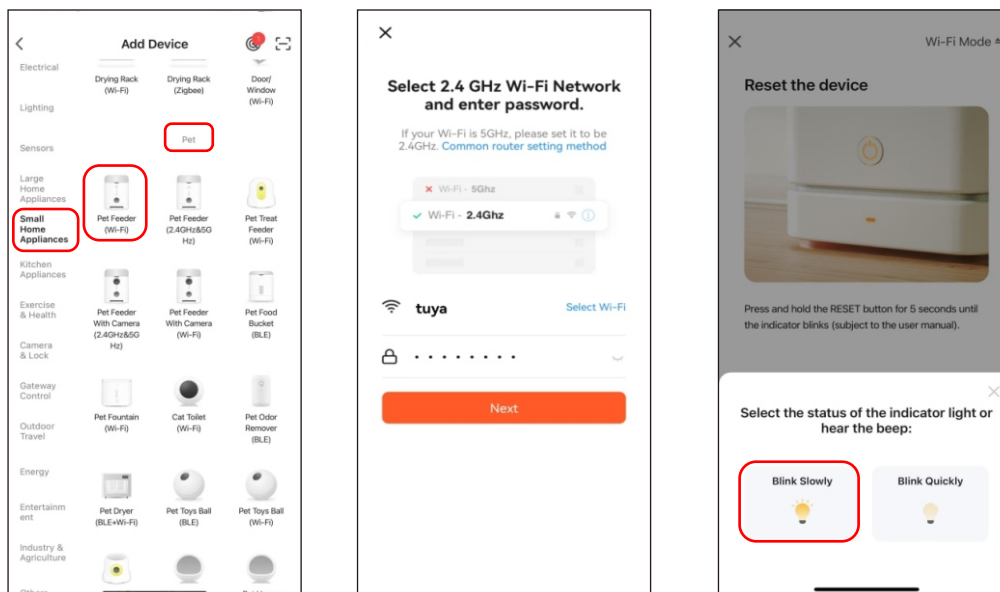 Add Device
Electrical
Lighting
Sensors
Large
Home
Appliances
Small
Home
Appliances
Kitchen
Appliances
Exercise
& Health
Camera
& Lock
Gateway
Control
Outdoor
Travel
Energy
Entertainm
ent
Industry &
Agriculture
Others
Drying Rack
(Wi-Fi)
Drying Rack
(Zigbee)
Door/
Window
(Wi-Fi)
Pet
Pet Feeder
(Wi-Fi)
Pet Feeder
(2.4GHz&5G
Hz)
Pet Treat
Feeder
(Wi-Fi)
Pet Feeder
With Camera
(2.4GHz&5G
Hz)
Pet Feeder
With Camera
(Wi-Fi)
Pet Food
Bucket
(BLE)
Pet Fountain
(Wi-Fi)
Cat Toilet
(Wi-Fi)
Pet Odor
Remover
(BLE)
Pet Dryer
(BLE+Wi-Fi)
Pet Toys Ball
(BLE)
Pet Toys Ball
(Wi-Fi)
Select 2.4 GHz Wi-Fi Network
and enter password.
If your Wi-Fi is 5GHz, please set it to be
2.4GHz. Common router setting method
Wi-Fi - 5Ghz
Wi-Fi - 2.4Ghz
tuya
Select Wi-Fi
Next
Wi-Fi Mode
Reset the device
Press and hold the RESET button for 5 seconds until
the indicator blinks (subject to the user manual).
Select the status of the indicator light or
hear the beep:
Blink Slowly
Blink Quickly